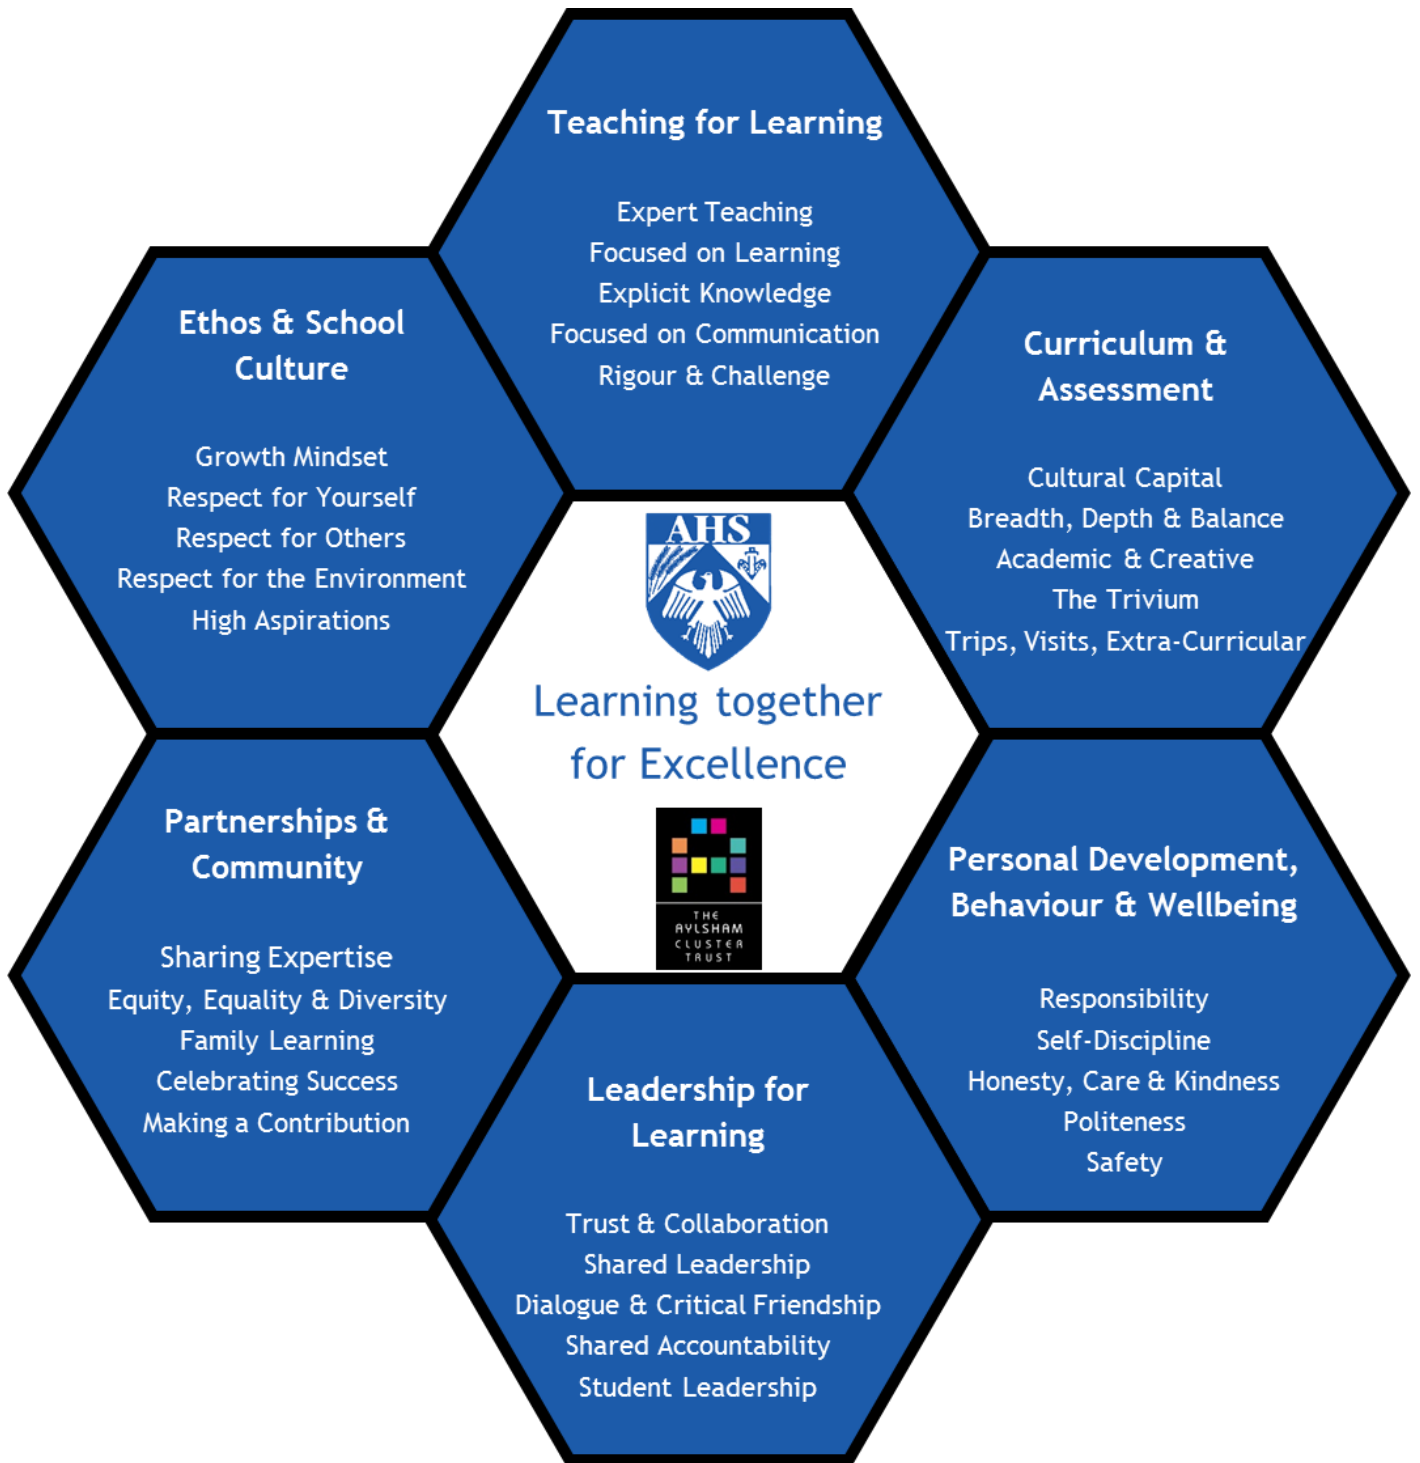 Teaching for Learning
Expert Teaching
Focused on Learning
Explicit Knowledge
Focused on Communication
Rigour & Challenge
Ethos & School
Culture
Growth Mindset
Respect for Yourself
Respect for Others
Respect for the Environment
High Aspirations
Curriculum &
Assessment
Cultural Capital
Breadth, Depth & Balance
Academic & Creative
The Trivium
Trips, Visits, Extra-Curricular
AHS
Learning together
for Excellence
THE
AYLSHAM
CLUSTER
TRUST
Partnerships &
Community
Sharing Expertise
Equity, Equality & Diversity
Family Learning
Celebrating Success
Making a Contribution
Personal Development,
Behaviour & Wellbeing
Responsibility
Self-Discipline
Honesty, Care & Kindness
Politeness
Safety
Leadership for
Learning
Trust & Collaboration
Shared Leadership
Dialogue & Critical Friendship
Shared Accountability
Student Leadership